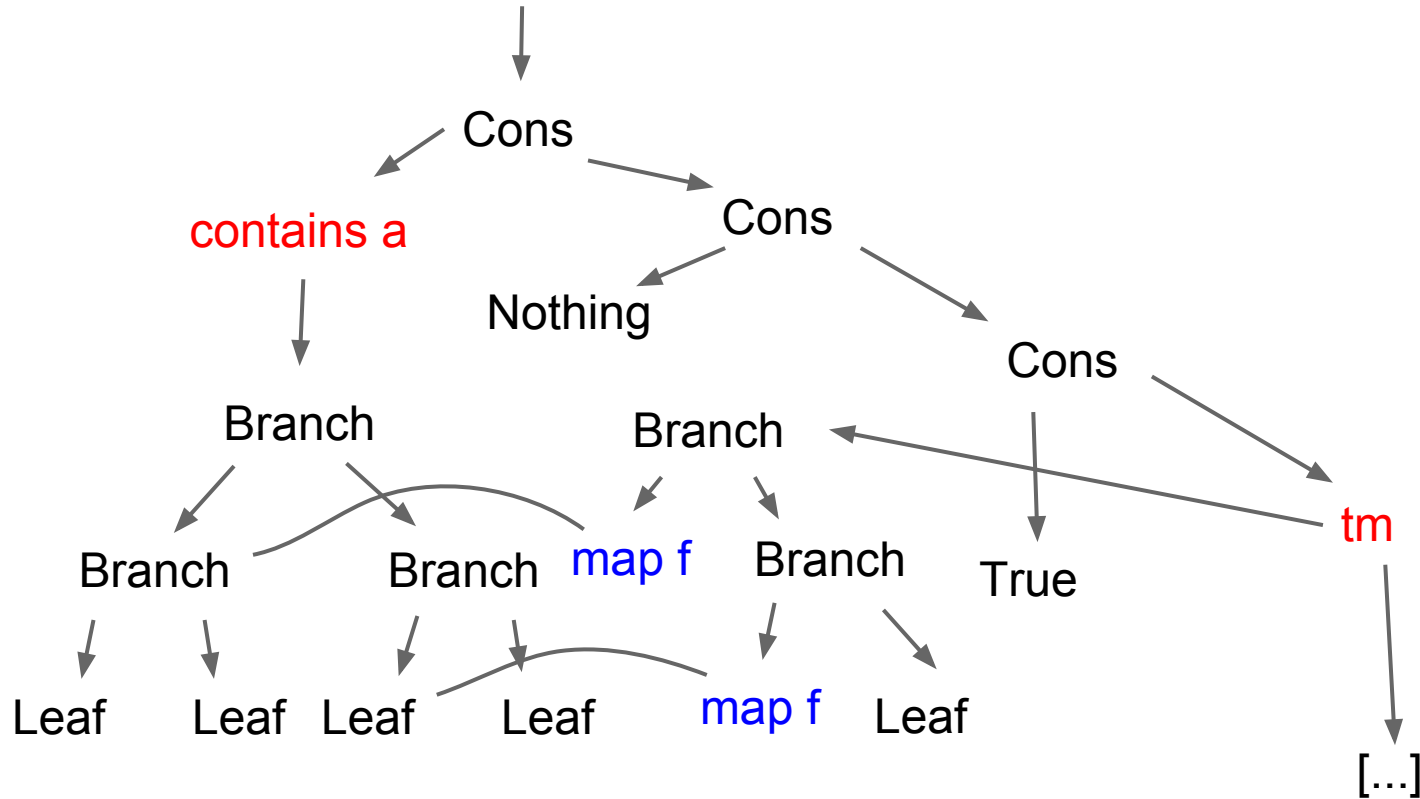 Cons
contains a
Cons
Nothing
Cons
Branch
Branch
tm
Branch
Branch
map f
Branch
True
Leaf
Leaf
Leaf
Leaf
map f
Leaf
[...]